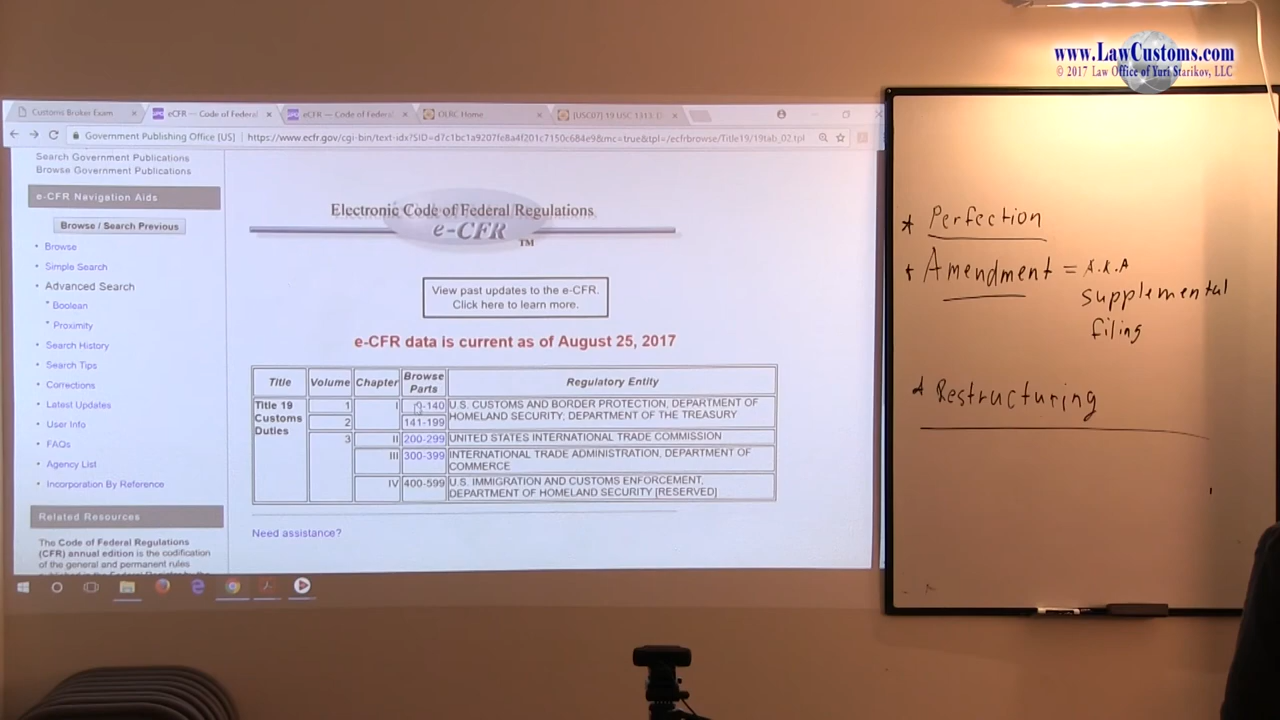 www.LawCustoms.com
© 2017 Law Office of Yuri Starikov, LLC
Customs Broker Exam
eCFR — Code of Federal
eCFR — Code of Federal
OLRC Home
[USC07] 19 USC 1313:
Government Publishing Office [US]
https://www.ecfr.gov/cgi-bin/text-idx?SID=d7c1bc1a9207fe8a4f201c7150c684e9&mc=true&tpl=/ecfrbrowse/Title19/19tab_02.tpl
Search Government Publications
Browse Government Publications
e-CFR Navigation Aids
Browse / Search Previous
Browse
Simple Search
Advanced Search
Boolean
Proximity
Search History
Search Tips
Corrections
Latest Updates
User Info
FAQs
Agency List
Incorporation By Reference
Related Resources
The Code of Federal Regulations
(CFR) annual edition is the codification
of the general and permanent rules
Electronic Code of Federal Regulations
e-CFR
TM
View past updates to the e-CFR.
Click here to learn more.
e-CFR data is current as of August 25, 2017
Title Volume Chapter Browse Parts Regulatory Entity
Title 19 Customs Duties
1 I -140 U.S. CUSTOMS AND BORDER PROTECTION, DEPARTMENT OF
HOMELAND SECURITY; DEPARTMENT OF THE TREASURY
2 141-199
3 II 200-299 UNITED STATES INTERNATIONAL TRADE COMMISSION
III 300-399 INTERNATIONAL TRADE ADMINISTRATION, DEPARTMENT OF
COMMERCE
IV 400-599 U.S. IMMIGRATION AND CUSTOMS ENFORCEMENT,
DEPARTMENT OF HOMELAND SECURITY [RESERVED]
Need assistance?
* Perfection
* Amendment = A.K.A
supplemental
filing
* Restructuring